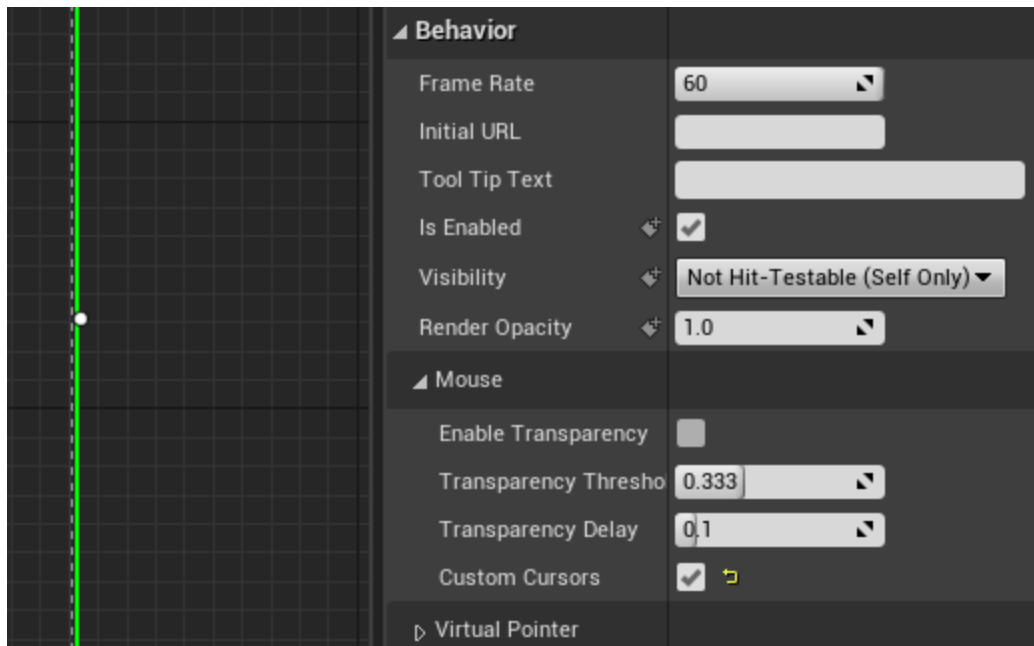 Behavior
Frame Rate 60
Initial URL
Tool Tip Text
Is Enabled
Visibility Not Hit-Testable (Self Only)
Render Opacity 1.0
Mouse
Enable Transparency
Transparency Thresho 0.333
Transparency Delay 0.1
Custom Cursors
Virtual Pointer